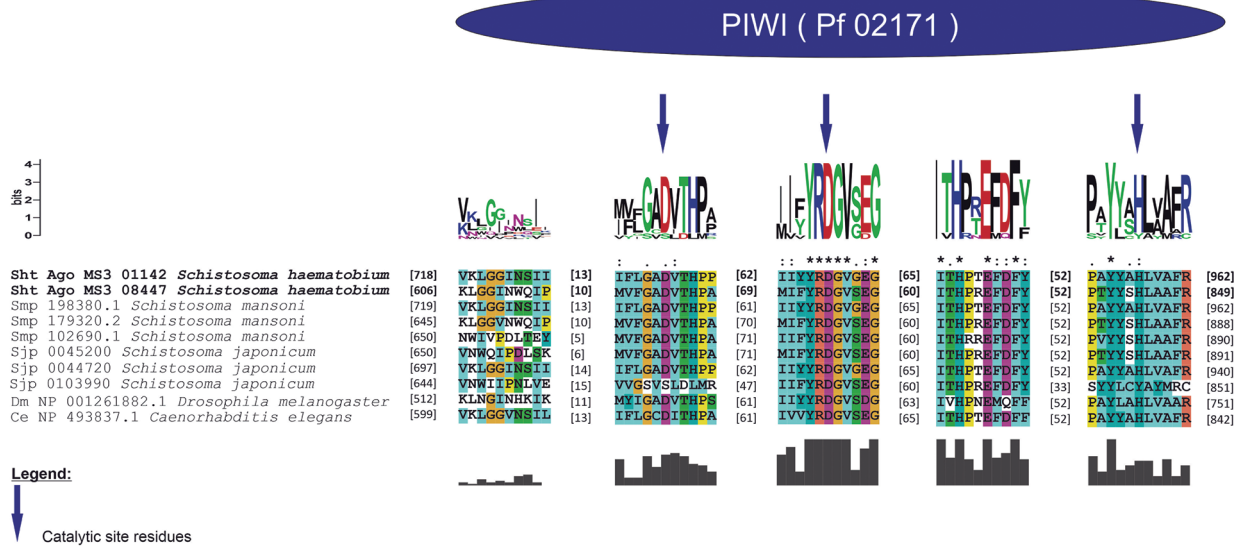 PIWI ( Pf 02171 )
4
3
2
1
0
bits
: . . : : : : ***** : . * * . * * : : * : . * . :
Sht Ago MS3 01142 Schistosoma haematobium [718] VKLGGINSII [13] IFLGADVTHPP [62] IIYYRDGVSEG [65] ITHPTEFDFY [52] PAYYAHLVAFR [962]
Sht Ago MS3 08447 Schistosoma haematobium [606] KLGGINWQIP [10] MVFGADVTHPA [69] MIFYRDGVSEG [60] ITHPREFDFY [52] PTYYSHLAAFR [849]
Smp 198380.1 Schistosoma mansoni [719] VKLGGINSII [13] IFLGADVTHPP [61] IIYYRDGVSEG [65] ITHPTEFDFY [52] PAYYAHLVAFR [962]
Smp 179320.2 Schistosoma mansoni [645] KLGGVNWQIP [10] MVFGADVTHPA [70] MIFYRDGVSEG [60] ITHPREFDFY [52] PTYYSHLAAFR [888]
Smp 102690.1 Schistosoma mansoni [650] NWIVPDLTEY [5] MVFGADVTHPA [71] IIFYRDGVSEG [60] ITHRREFDFY [52] PVYYSHLAAFR [890]
Sjp 0045200 Schistosoma japonicum [650] VNWQIPDLSK [6] MVFGADVTHPA [71] IIFYRDGVSEG [60] ITHPREFDFY [52] PTYYSHLAAFR [891]
Sjp 0044720 Schistosoma japonicum [697] VKLGGINSII [14] IFLGADVTHPP [62] IIYYRDGVSEG [65] ITHPTEFDFY [52] PAYYAHLVAFR [940]
Sjp 0103990 Schistosoma japonicum [644] VNWIIPNLVE [15] VVGSVSLDLMR [47] IIFYRDGVSEG [60] ITHPREFDFY [33] SYYLCYAYMRC [851]
Dm NP 001261882.1 Drosophila melanogaster [512] KLNGINHKIK [11] MYIGADVTHPS [61] IIYYRDGVSDG [63] IVHPNEMQFF [52] PAYLAHLVAAR [751]
Ce NP 493837.1 Caenorhabditis elegans [599] VKLGGVNSIL [13] IFLGADVTHPA [61] IVVYRDGVSEG [65] ITHPTEFDFY [52] PAYYAHLVAFR [842]
Legend:
Catalytic site residues